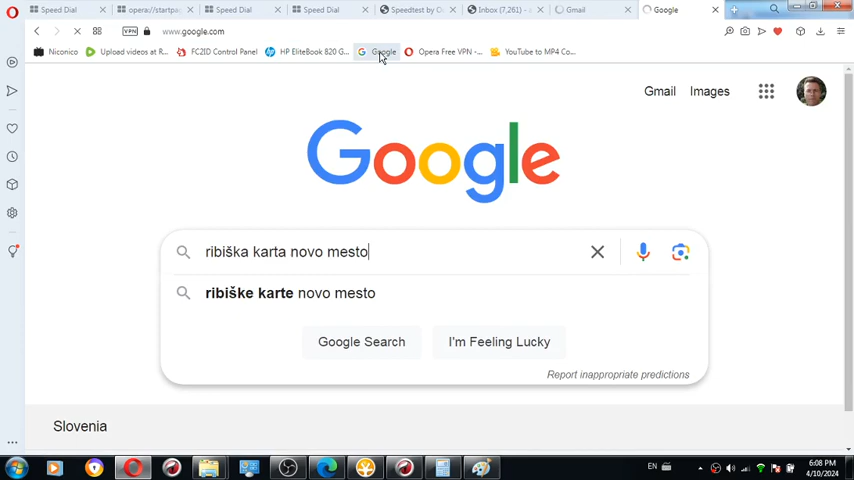 Speed Dial
opera://startpa
Speed Dial
Speed Dial
Speedtest by
Inbox (7,261) -
Gmail
Google
VPN
www.google.com
Niconico
Upload videos at R...
FC2ID Control Panel
HP EliteBook 820 G...
Google
Opera Free VPN -...
YouTube to MP4 Co...
Gmail
Images
Google
ribiška karta novo mesto
ribiške karte novo mesto
Google Search
I'm Feeling Lucky
Report inappropriate predictions
Slovenia
EN
6:08 PM
4/10/2024